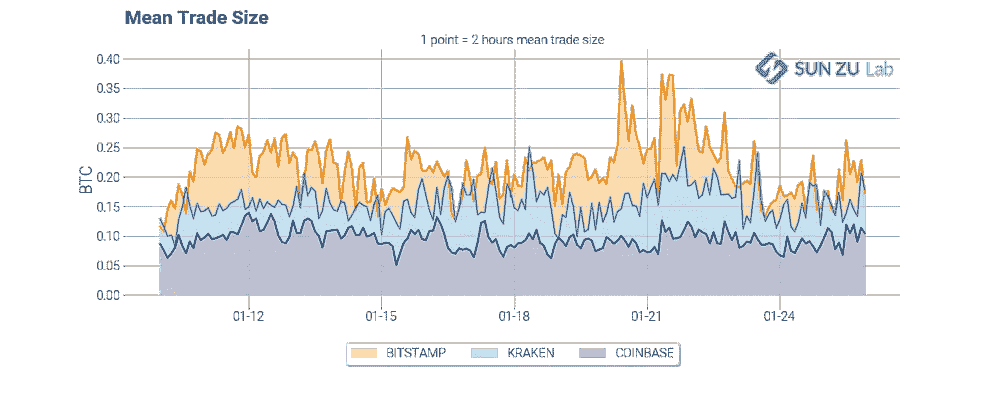 Mean Trade Size
1 point = 2 hours mean trade size
SUN ZU Lab
BTC
0.40
0.35
0.30
0.25
0.20
0.15
0.10
0.05
0.00
01-12 01-15 01-18 01-21 01-24
BITSTAMP KRAKEN COINBASE